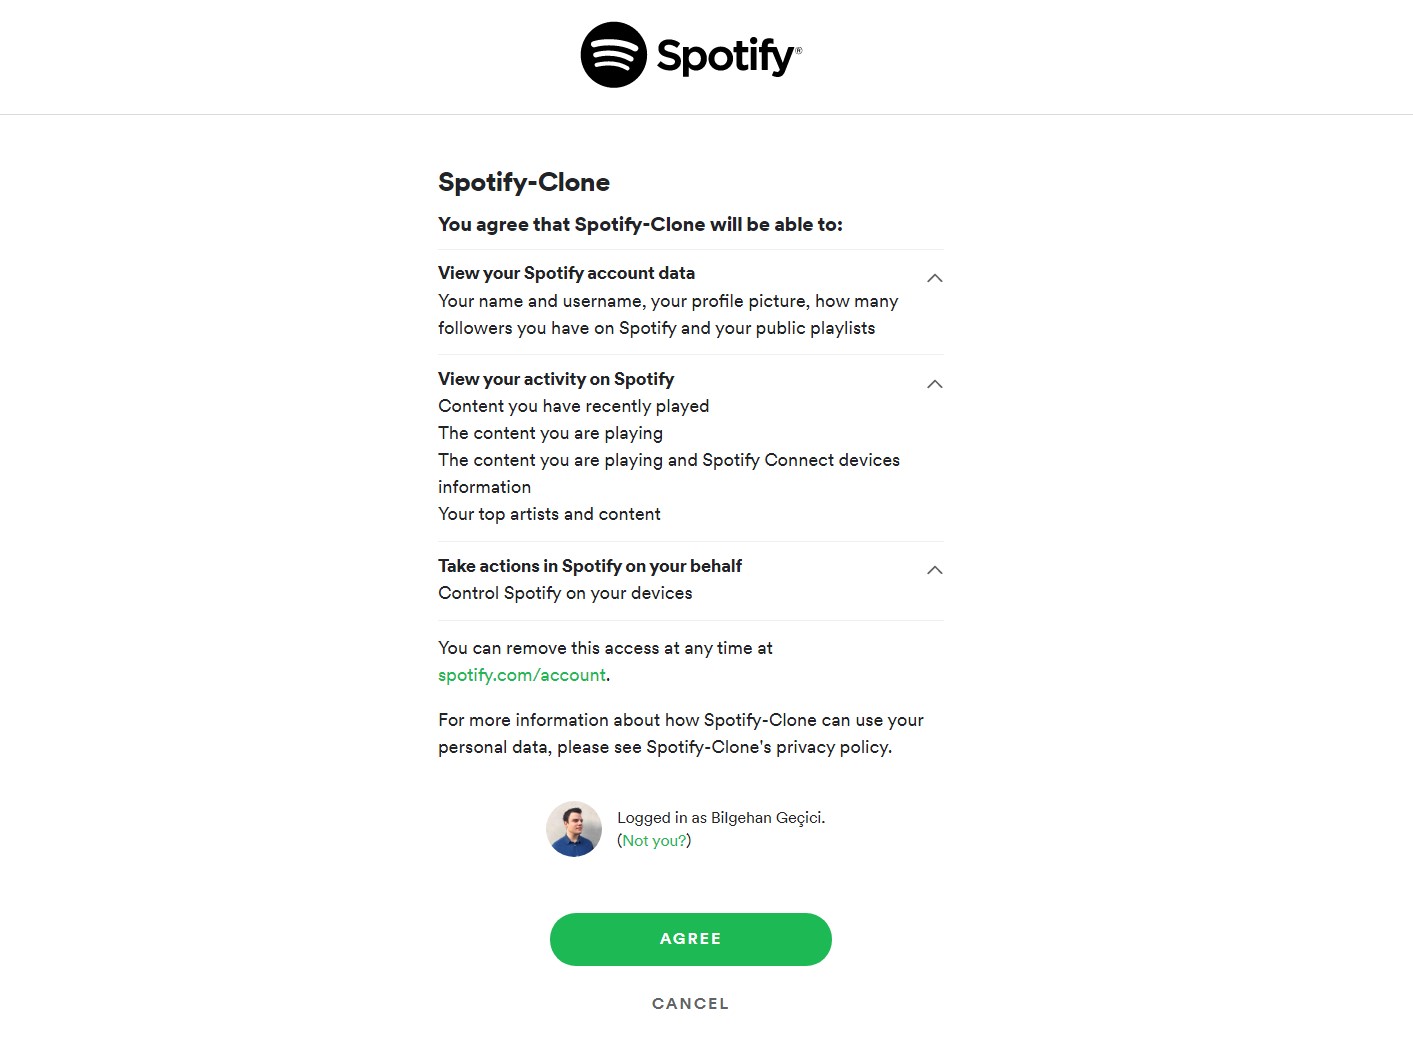 Spotify®
Spotify-Clone
You agree that Spotify-Clone will be able to:
View your Spotify account data
Your name and username, your profile picture, how many
followers you have on Spotify and your public playlists
View your activity on Spotify
Content you have recently played
The content you are playing
The content you are playing and Spotify Connect devices
information
Your top artists and content
Take actions in Spotify on your behalf
Control Spotify on your devices
You can remove this access at any time at
spotify.com/account.
For more information about how Spotify-Clone can use your
personal data, please see Spotify-Clone's privacy policy.
Logged in as Bilgehan Geçici.
(Not you?)
AGREE
CANCEL